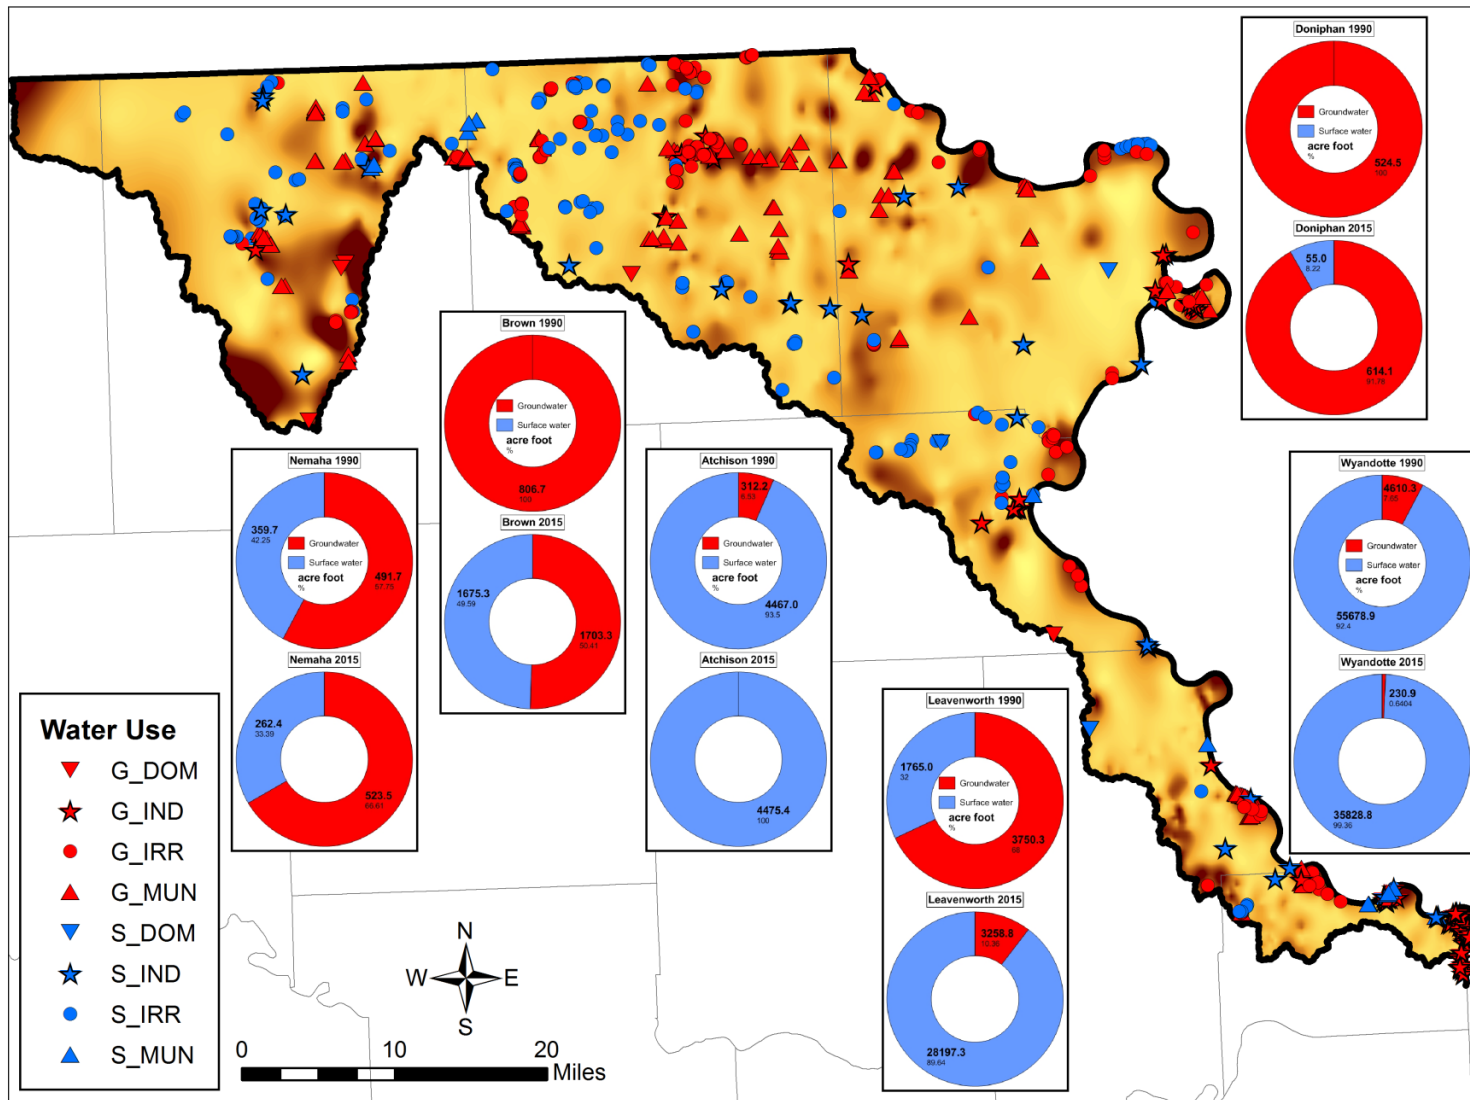 Doniphan 1990
Groundwater
Surface water
acre foot
%
524.5
100
Doniphan 2015
55.0
8.22
614.1
91.78
Brown 1990
Groundwater
Surface water
acre foot
%
806.7
100
Brown 2015
1675.3
49.59
1703.3
50.41
Nemaha 1990
359.7
42.25
Groundwater
Surface water
acre foot
%
491.7
57.75
Nemaha 2015
262.4
33.39
523.5
66.61
Atchison 1990
312.2
6.53
Groundwater
Surface water
acre foot
%
4467.0
93.5
Atchison 2015
4475.4
100
Wyandotte 1990
4610.3
7.65
Groundwater
Surface water
acre foot
%
55678.9
92.4
Wyandotte 2015
230.9
0.6404
35828.8
99.36
Leavenworth 1990
1765.0
32
Groundwater
Surface water
acre foot
%
3750.3
68
Leavenworth 2015
3258.8
10.36
28197.3
89.64
Water Use
G_DOM
G_IND
G_IRR
G_MUN
S_DOM
S_IND
S_IRR
S_MUN
N
W E
S
0 10 20
Miles